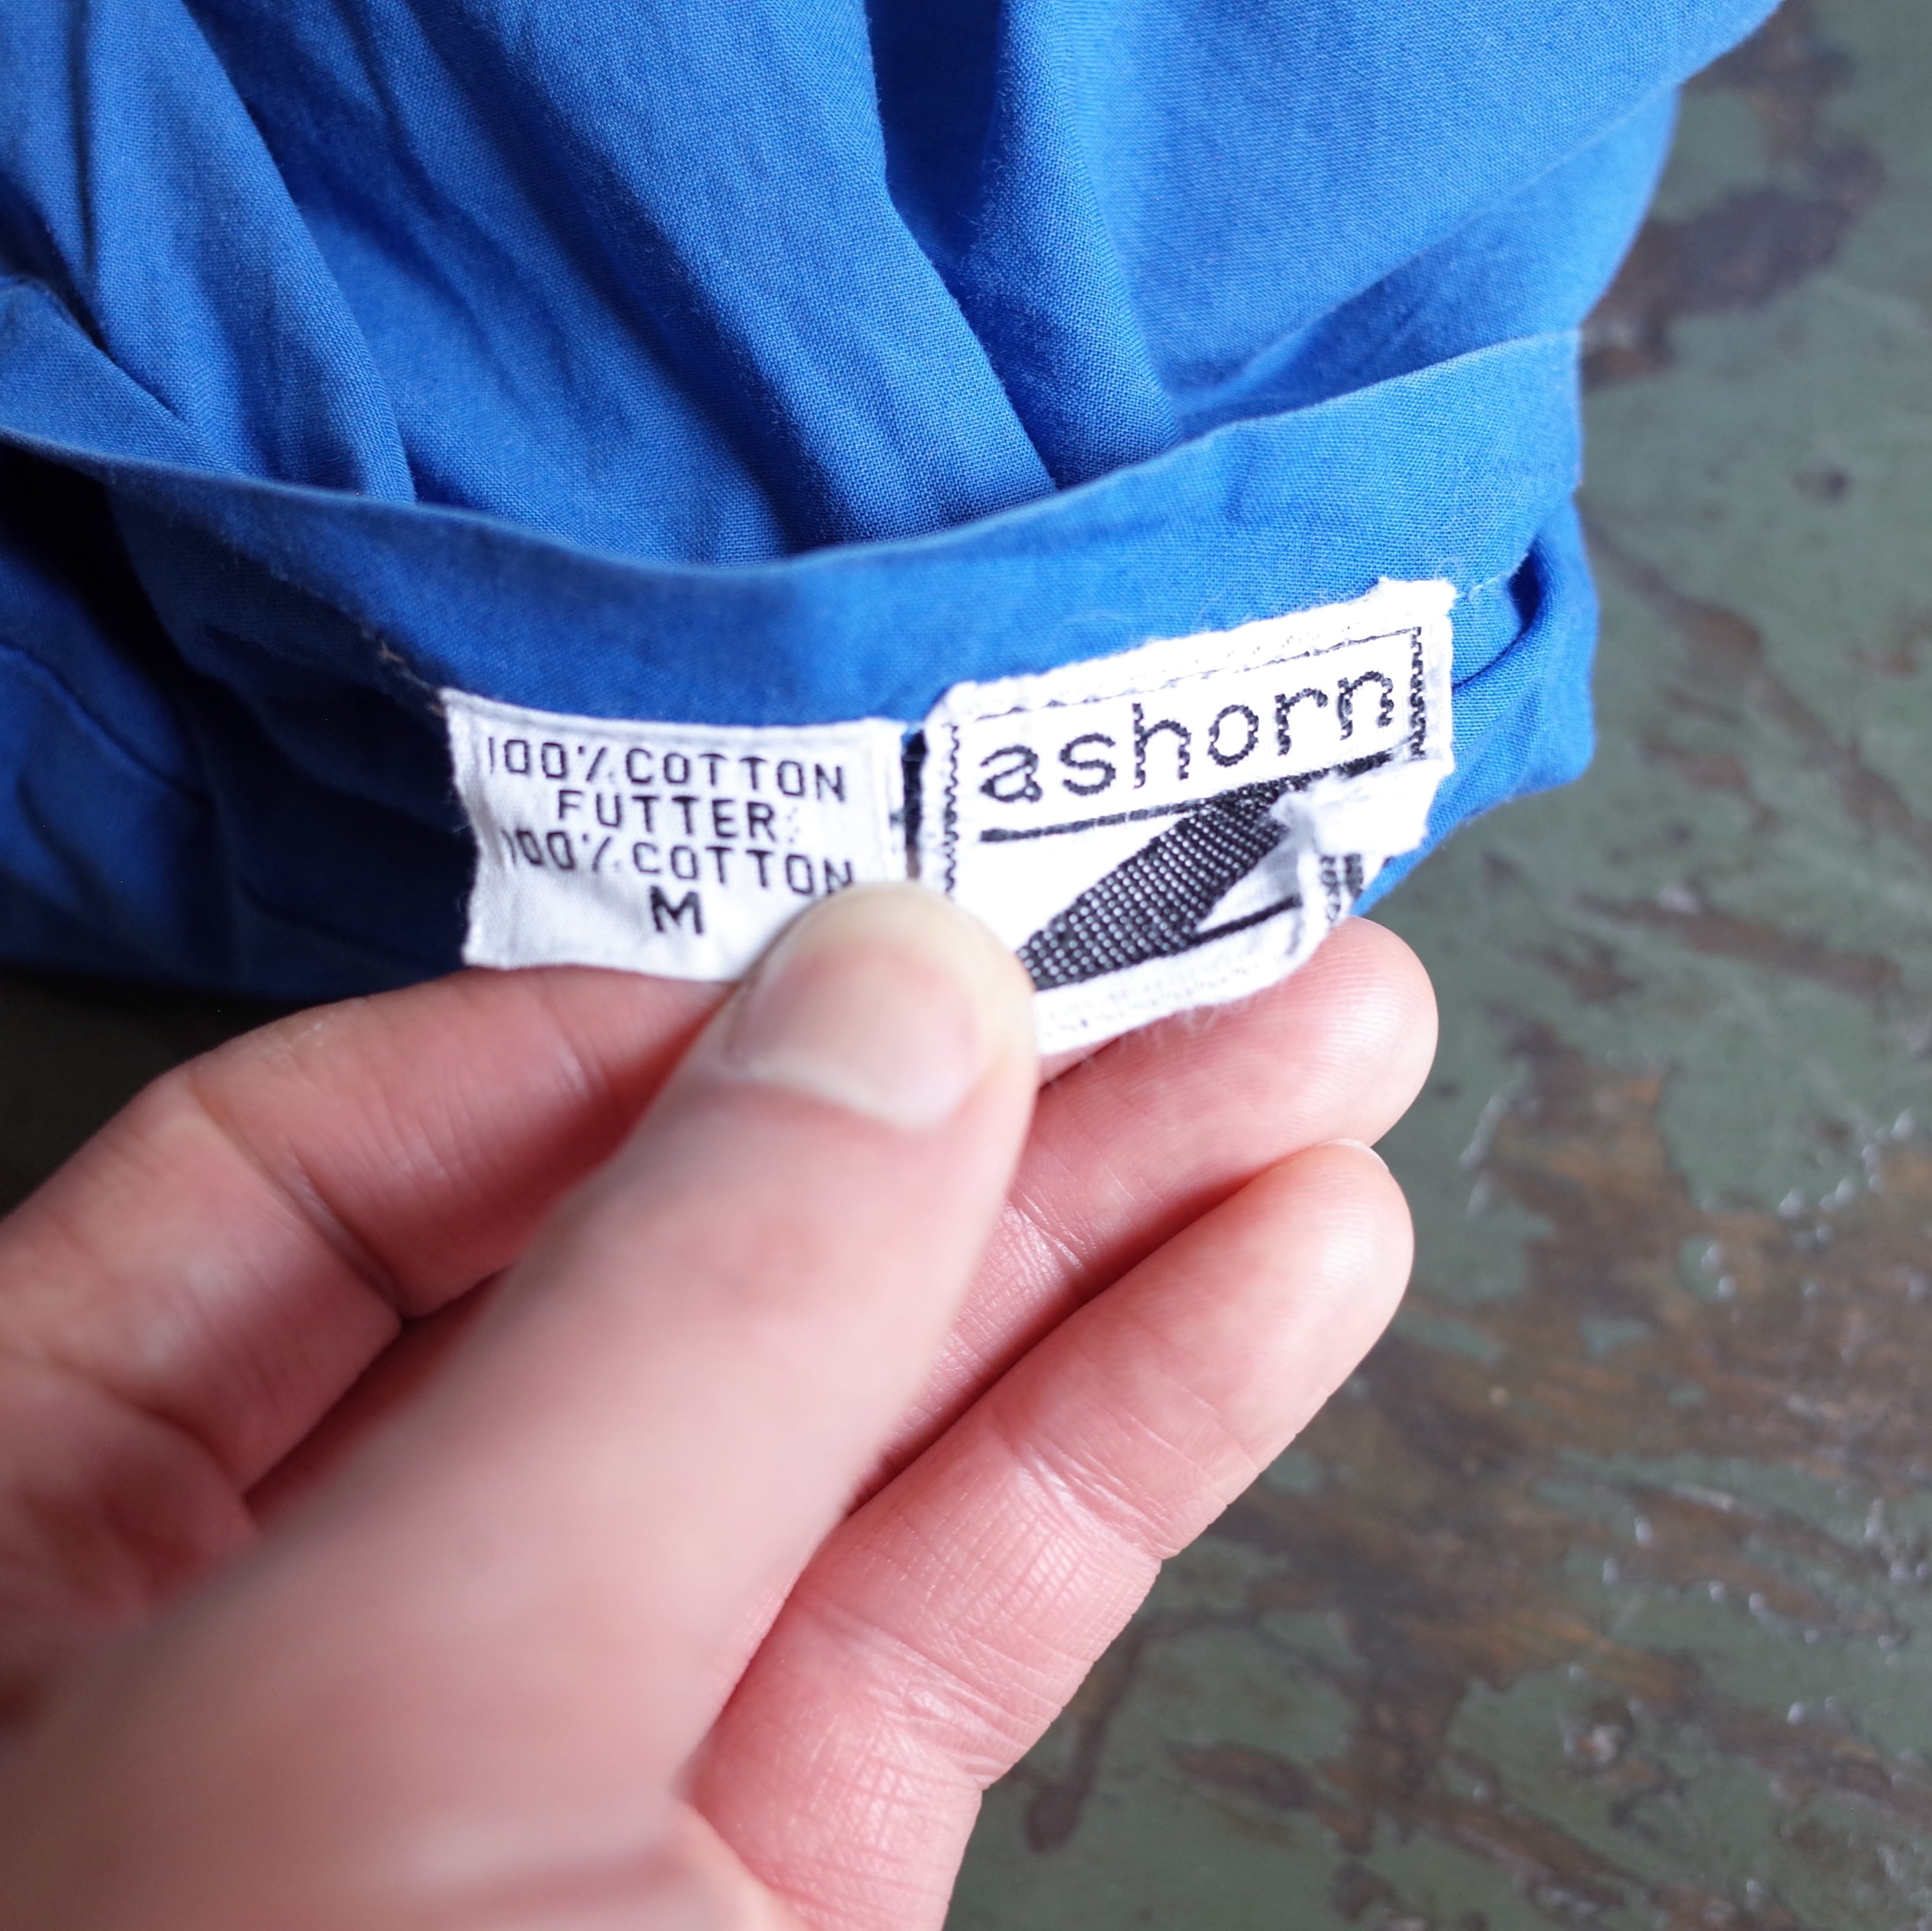 100% COTTON
FUTTER:
100% COTTON
M
ashorn